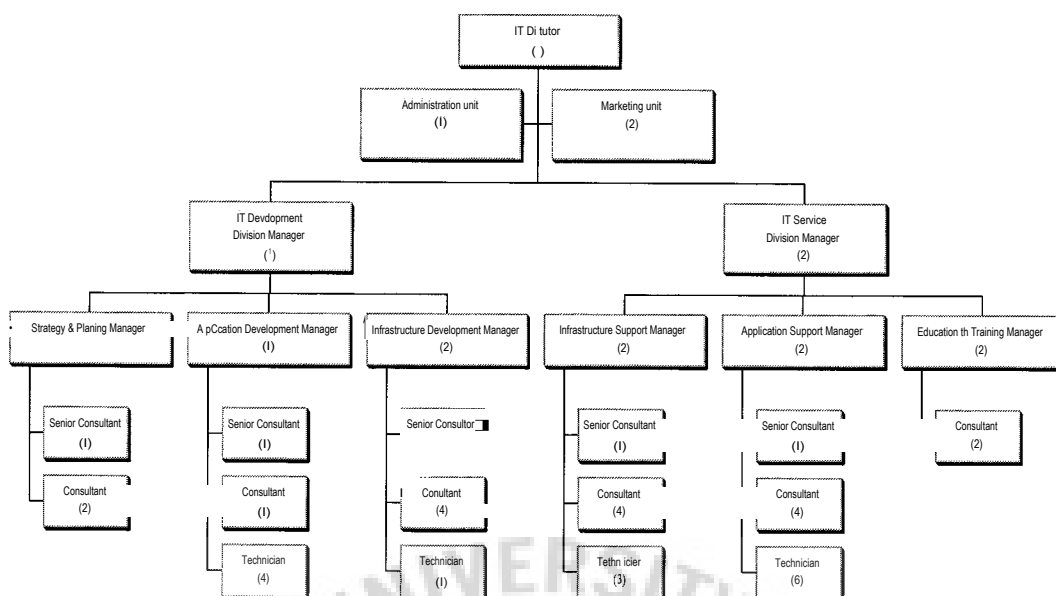 IT Di tutor
( )
Administration unit
(I)
Marketing unit
(2)
IT Devdoprnent
Division Manager
(1)
IT Service
Division Manager
(2)
Strategy & Planing Manager
A pCcation Development Manager
(I)
Infrastructure Development Manager
(2)
Infrastructure Support Manager
(2)
Application Support Manager
(2)
Education th Training Manager
(2)
Senior Consultant
(I)
Senior Consultant
(I)
Senior Consultor
Senior Consultant
(I)
Senior Consultant
(I)
Consultant
(2)
Consultant
(2)
Consultant
(I)
Conultant
(4)
Consultant
(4)
Consultant
(4)
Technician
(4)
Technician
(I)
Tethn icier
(3)
Technician
(6)
UNIVERSITY